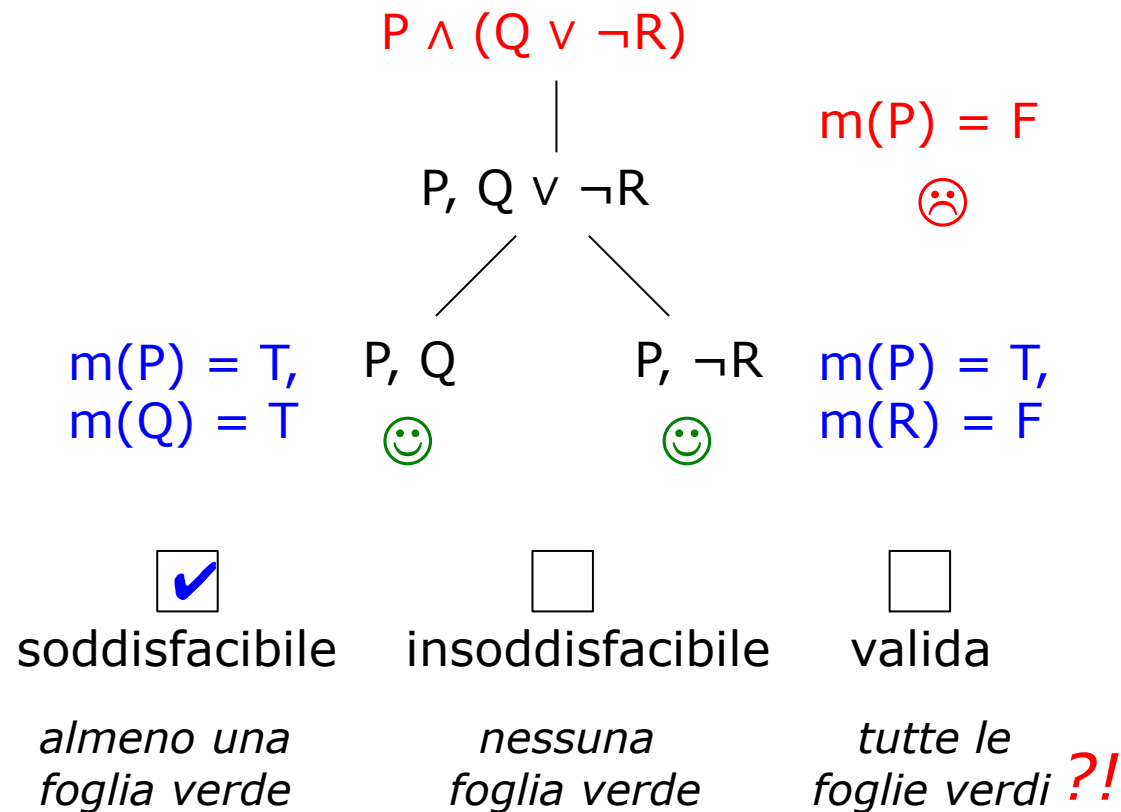 P ∧ (Q ∨ ¬R)
m(P) = F
P, Q ∨ ¬R
m(P) = T,
m(Q) = T
P, Q
P, ¬R
m(P) = T,
m(R) = F
✔
soddisfacibile
insoddisfacibile
valida
almeno una
foglia verde
nessuna
foglia verde
tutte le
foglie verdi ?!